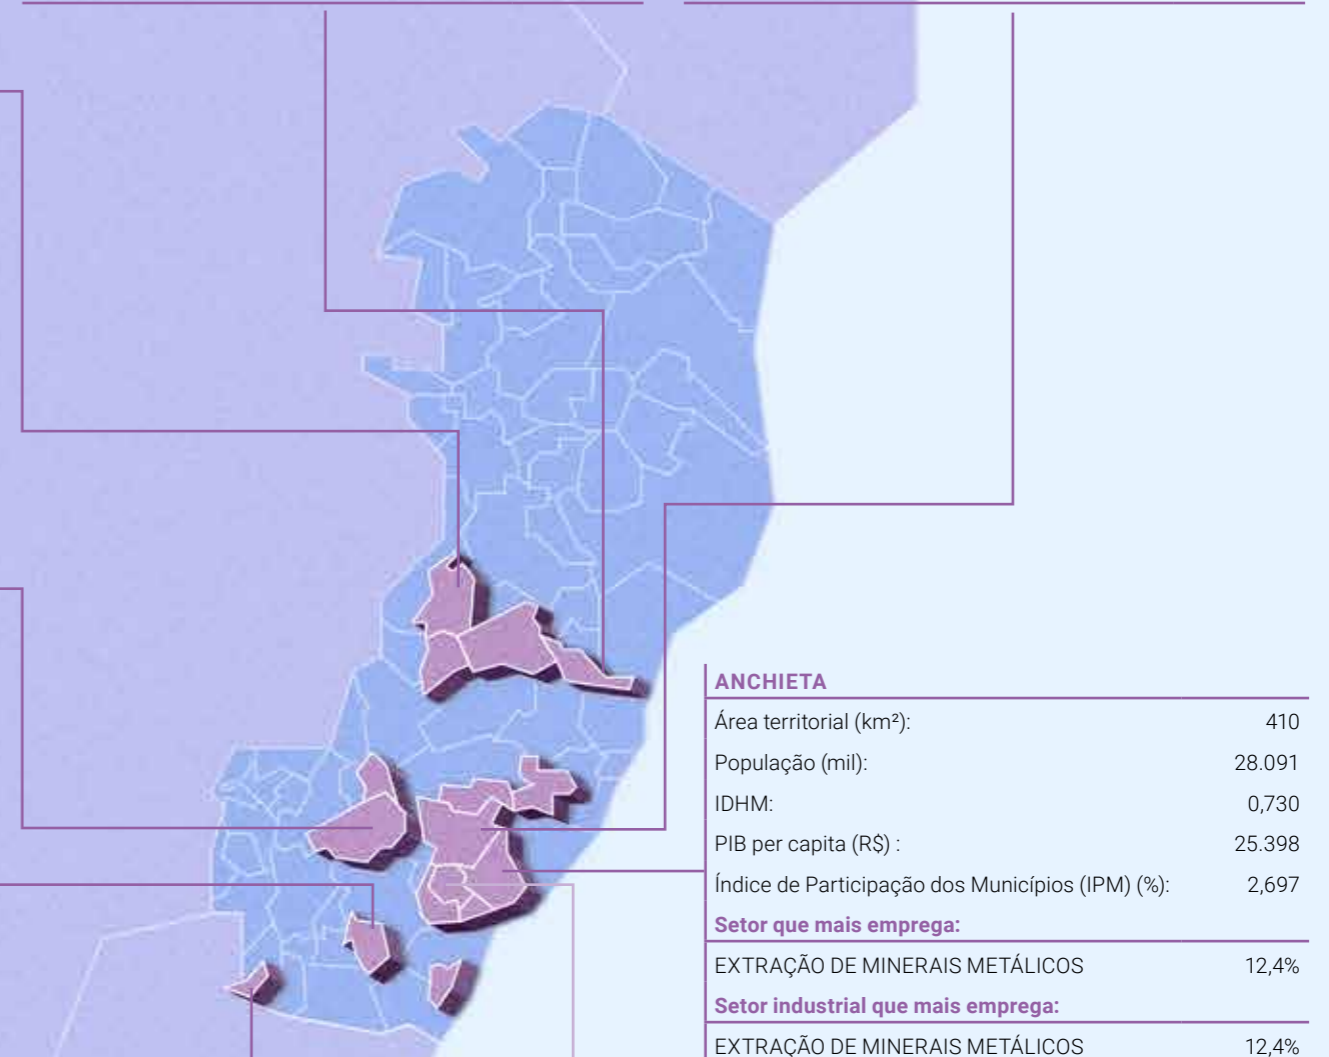 ANCHIETA
Área territorial (km²): 410
População (mil): 28.091
IDHM: 0,730
PIB per capita (R$) : 25.398
Índice de Participação dos Municípios (IPM) (%): 2,697
Setor que mais emprega:
EXTRAÇÃO DE MINERAIS METÁLICOS 12,4%
Setor industrial que mais emprega:
EXTRAÇÃO DE MINERAIS METÁLICOS 12,4%